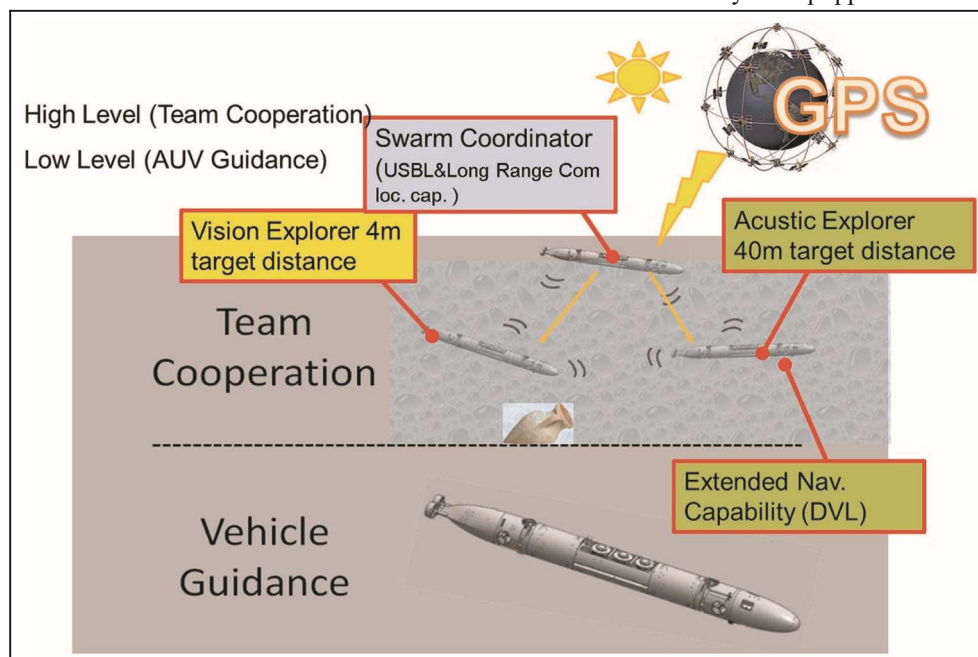 High Level (Team Cooperation)
Low Level (AUV Guidance)
Swarm Coordinator
(USBL&Long Range Com
loc. cap. )
GPS
Vision Explorer 4m
target distance
Acustic Explorer
40m target distance
Team
Cooperation
Extended Nav.
Capability (DVL)
Vehicle
Guidance